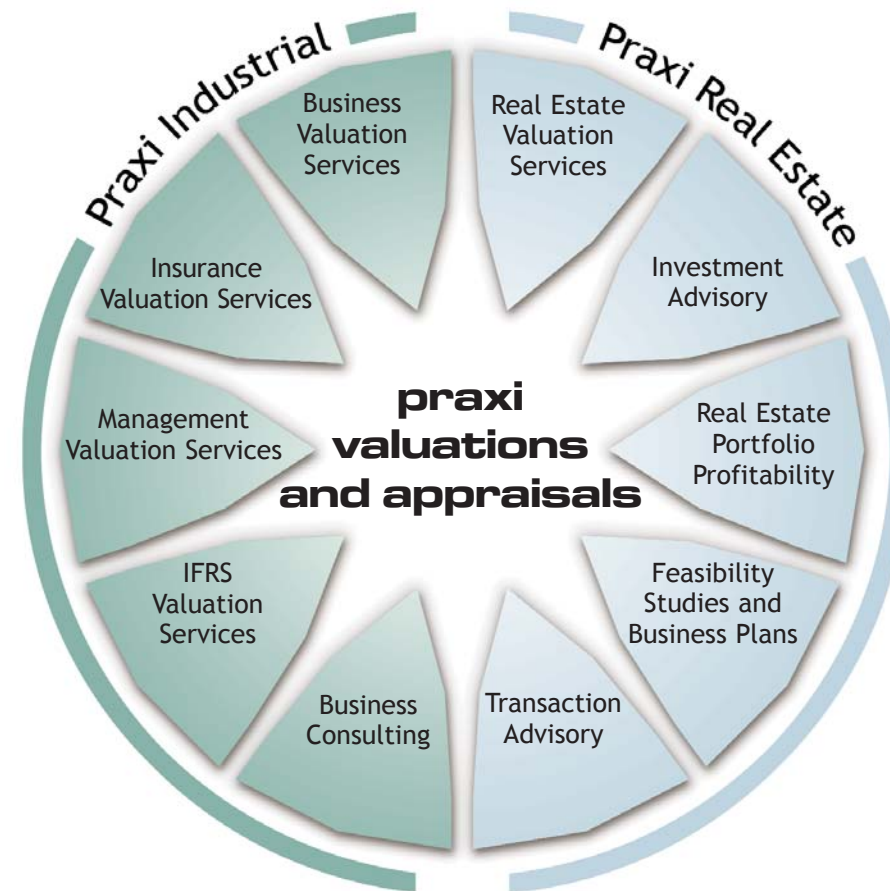 Praxi Industrial
Praxi Real Estate
Business
Valuation
Services
Real Estate
Valuation
Services
Insurance
Valuation Services
Investment
Advisory
praxi
valuations
and appraisals
Management
Valuation Services
Real Estate
Portfolio
Profitability
IFRS
Valuation
Services
Feasibility
Studies and
Business Plans
Business
Consulting
Transaction
Advisory